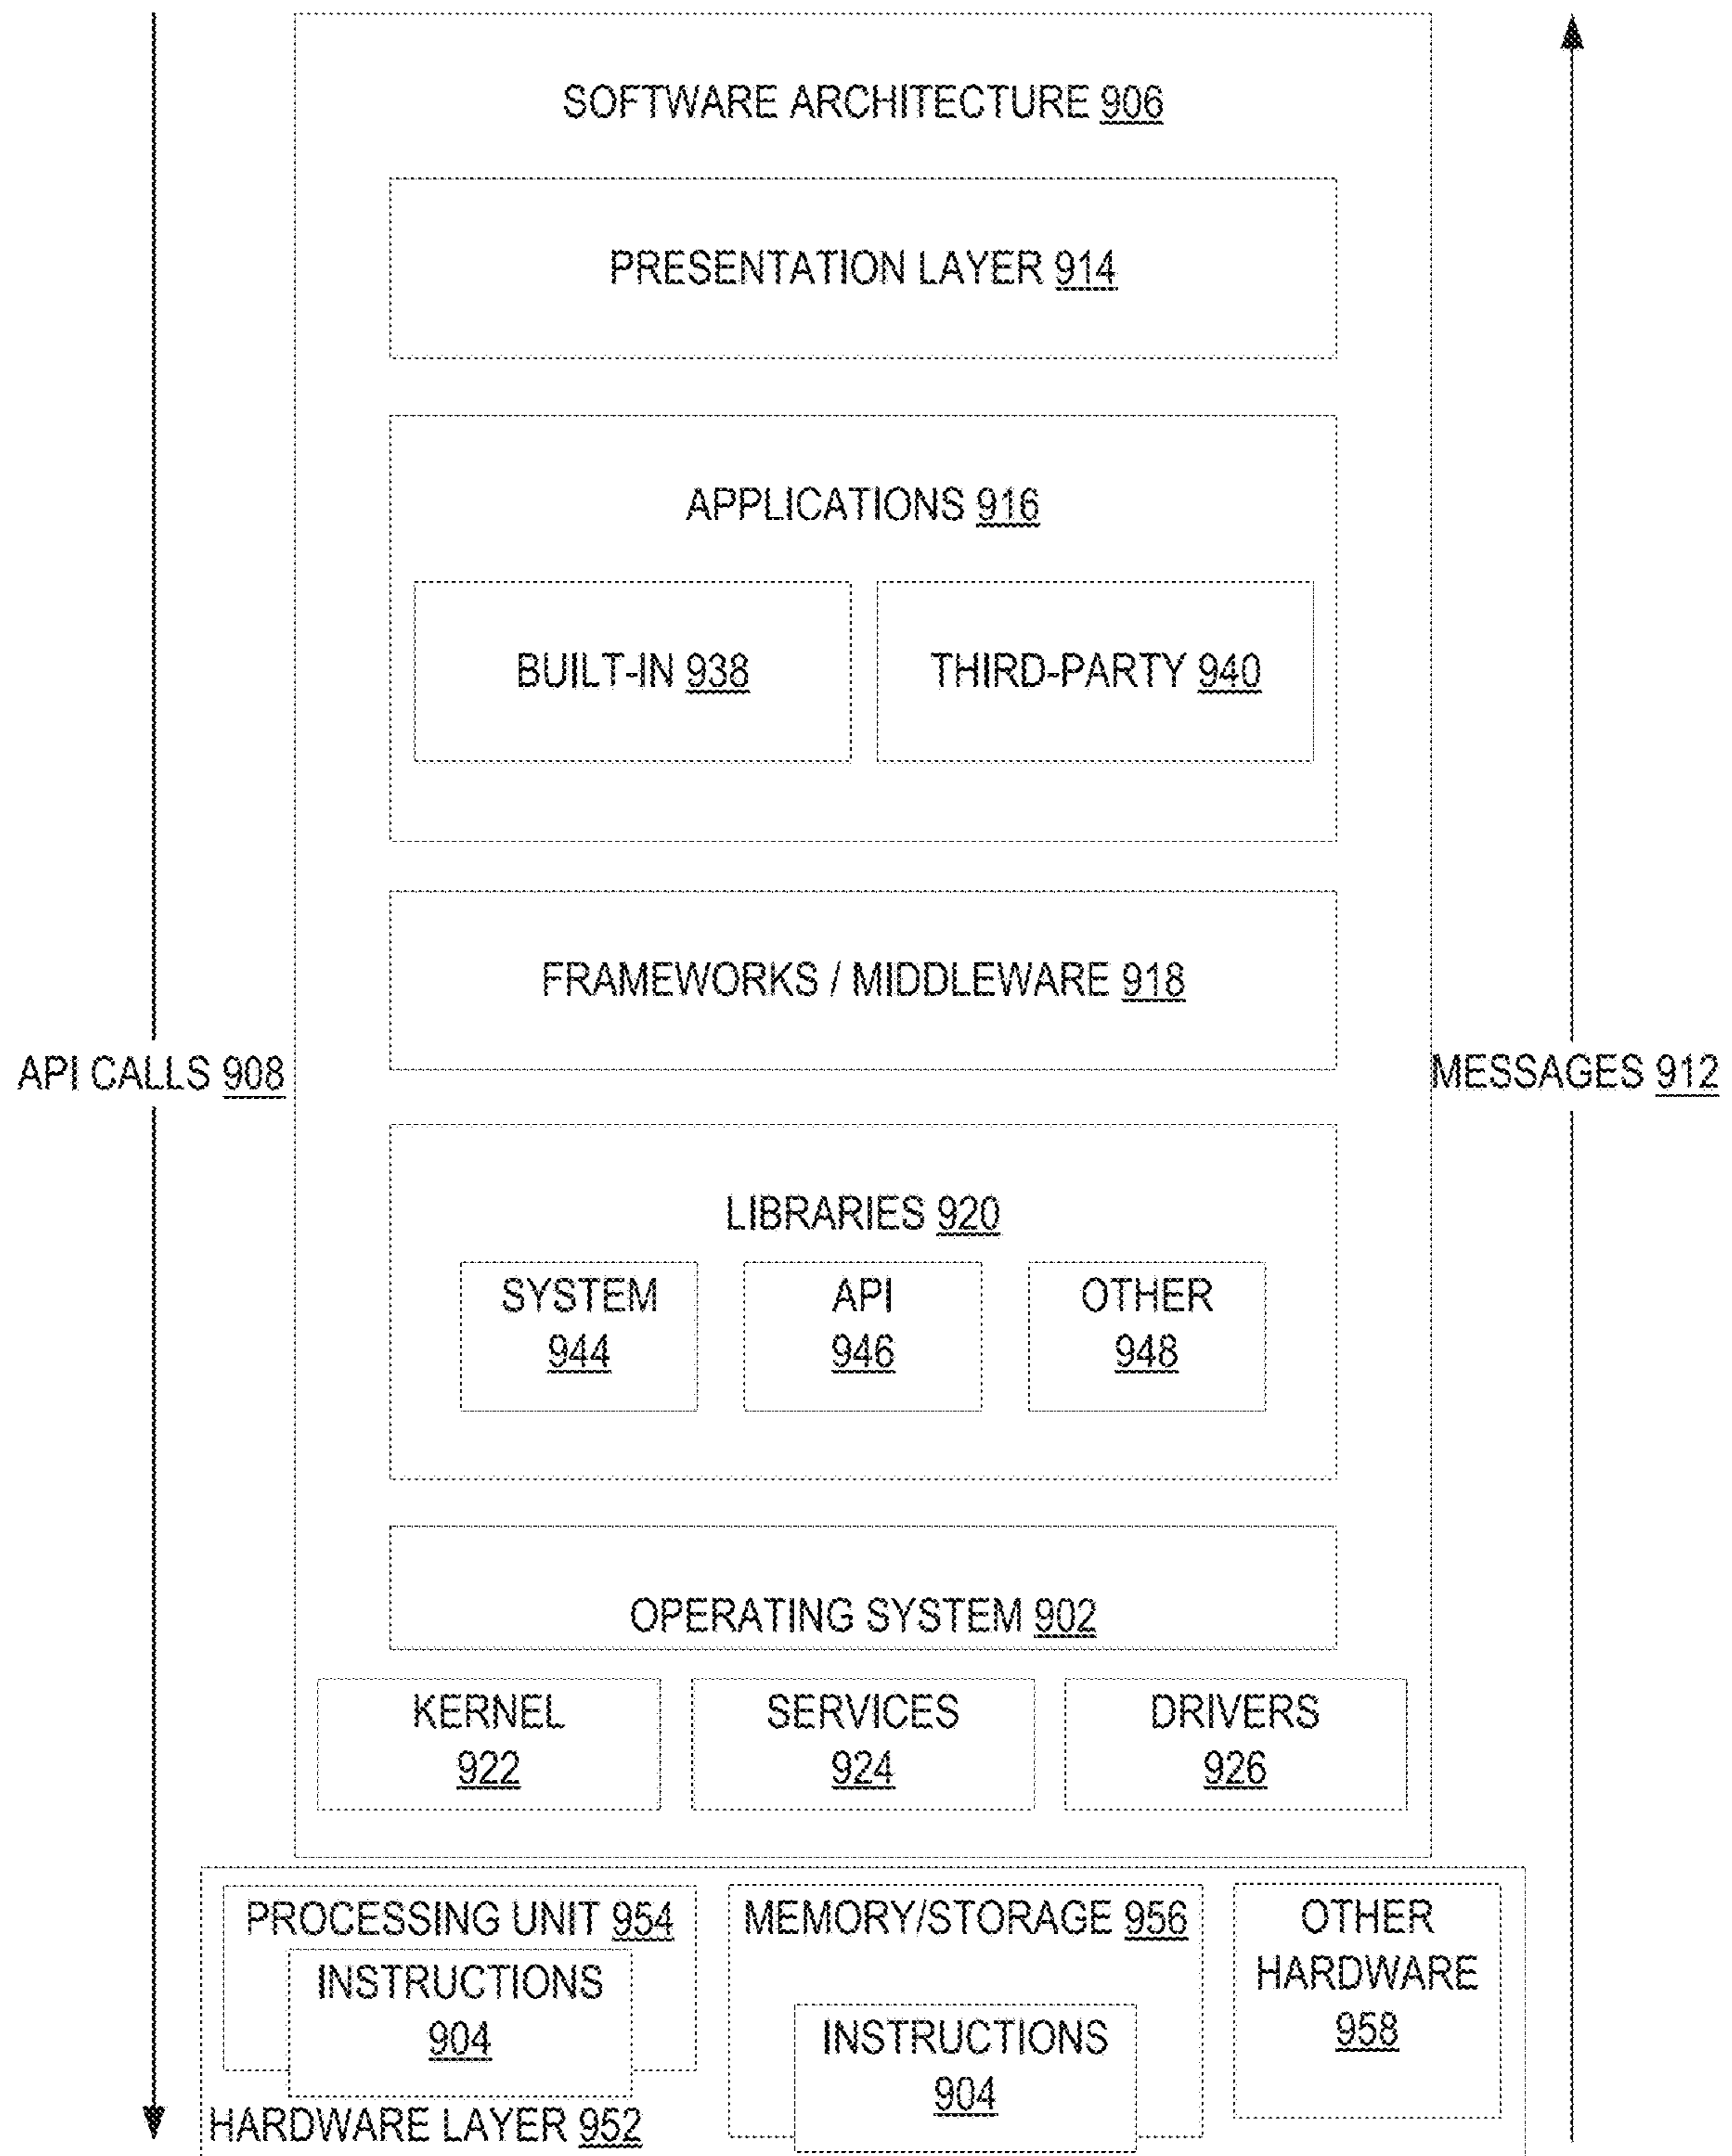 SOFTWARE ARCHITECTURE 906
PRESENTATION LAYER 914
APPLICATIONS 916
BUILT-IN 938
THIRD-PARTY 940
FRAMEWORKS / MIDDLEWARE 918
API CALLS 908
MESSAGES 912
LIBRARIES 920
SYSTEM
944
API
946
OTHER
948
OPERATING SYSTEM 902
KERNEL
922
SERVICES
924
DRIVERS
926
PROCESSING UNIT 954
INSTRUCTIONS
904
MEMORY/STORAGE 956
INSTRUCTIONS
904
OTHER
HARDWARE
958
HARDWARE LAYER 952